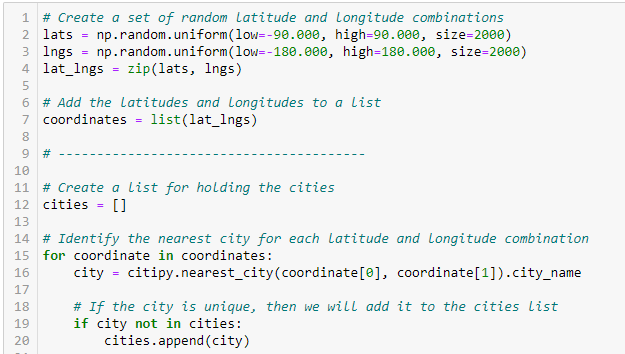 1 # Create a set of random latitude and longitude combinations
2 lats = np.random.uniform(low=-90.000, high=90.000, size=2000)
3 lngs = np.random.uniform(low=-180.000, high=180.000, size=2000)
4 lat_lngs = zip(lats, lngs)
5
6 # Add the latitudes and longitudes to a list
7 coordinates = list(lat_lngs)
8
9 # ----------------------------------------
10
11 # Create a list for holding the cities
12 cities = []
13
14 # Identify the nearest city for each latitude and longitude combination
15 for coordinate in coordinates:
16     city = citipy.nearest_city(coordinate[0], coordinate[1]).city_name
17
18     # If the city is unique, then we will add it to the cities list
19     if city not in cities:
20         cities.append(city)